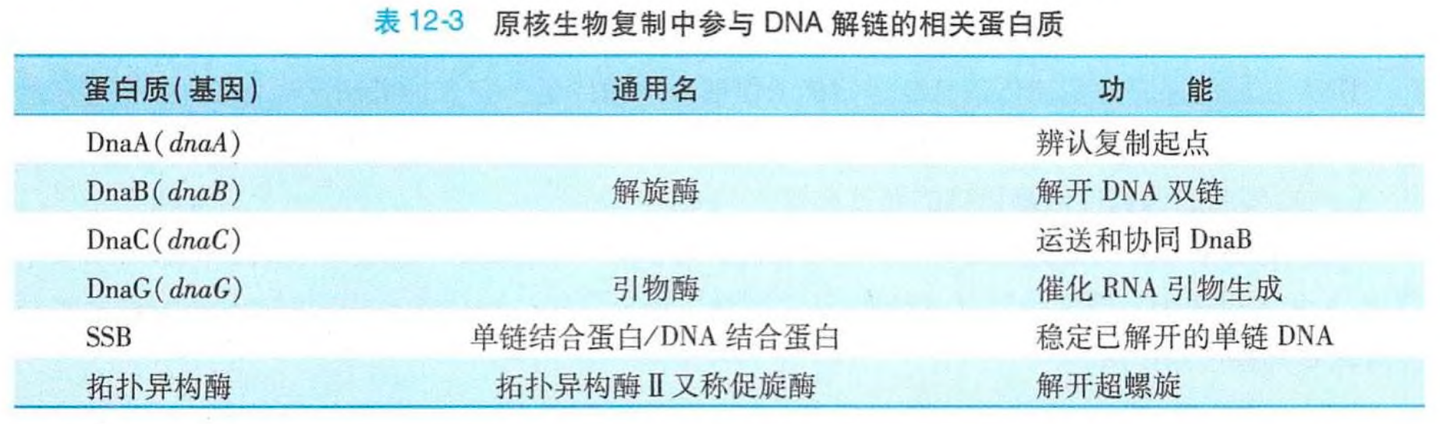 表 12-3 原核生物复制中参与 DNA 解链的相关蛋白质
蛋白质(基因) 通用名 功 能
DnaA(dnaA) 辨认复制起点
DnaB(dnaB) 解旋酶 解开 DNA 双链
DnaC(dnaC) 运送和协同 DnaB
DnaG(dnaG) 引物酶 催化 RNA 引物生成
SSB 单链结合蛋白/DNA 结合蛋白 稳定已解开的单链 DNA
拓扑异构酶 拓扑异构酶Ⅱ又称促旋酶 解开超螺旋